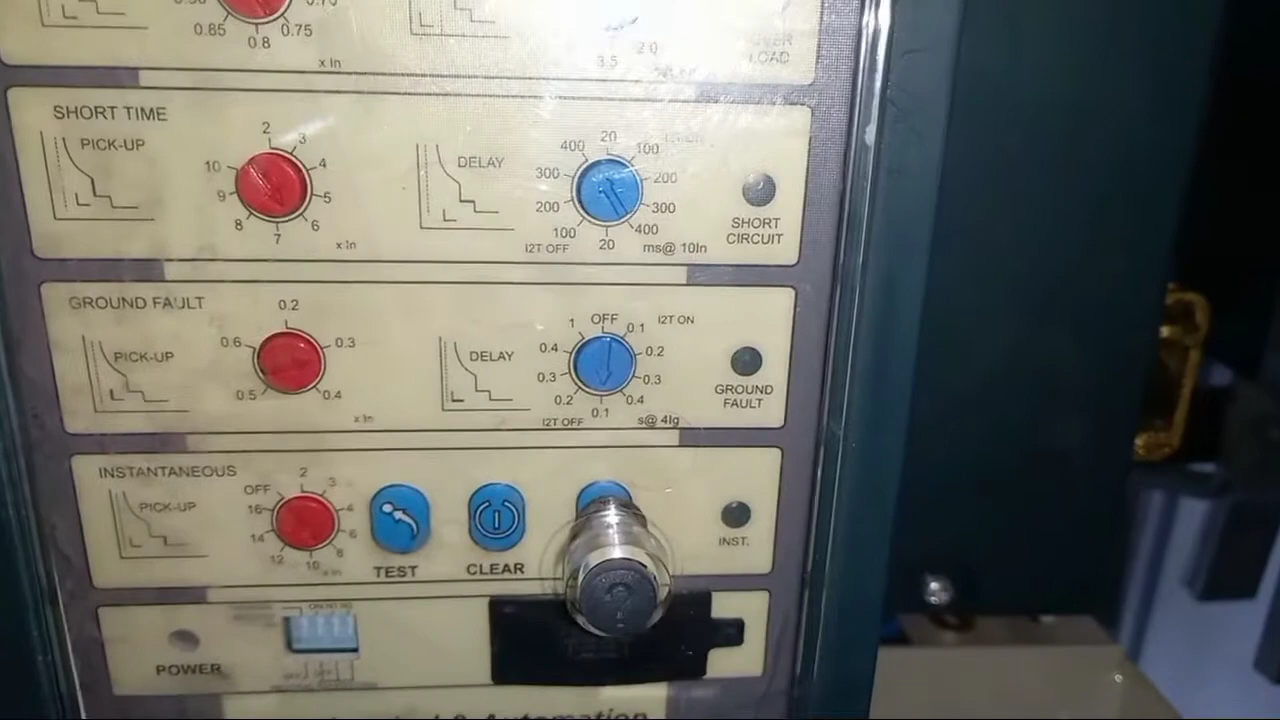 0.85
0.75
0.8
x In
2.0
3.5
OVER
LOAD
SHORT TIME
PICK-UP
2
3
4
5
6
7
8
9
10
x In
DELAY
20
100
200
300
400
20
100
200
300
400
I2T OFF
ms@ 10In
SHORT
CIRCUIT
GROUND FAULT
PICK-UP
0.2
0.3
0.4
0.5
0.6
x In
DELAY
OFF
0.1
0.2
0.3
0.4
0.1
0.2
0.3
0.4
1
I2T ON
I2T OFF
s@ 4Ig
GROUND
FAULT
INSTANTANEOUS
PICK-UP
OFF
2
3
4
6
8
10
12
14
16
x In
TEST
CLEAR
INST.
POWER
& Automation